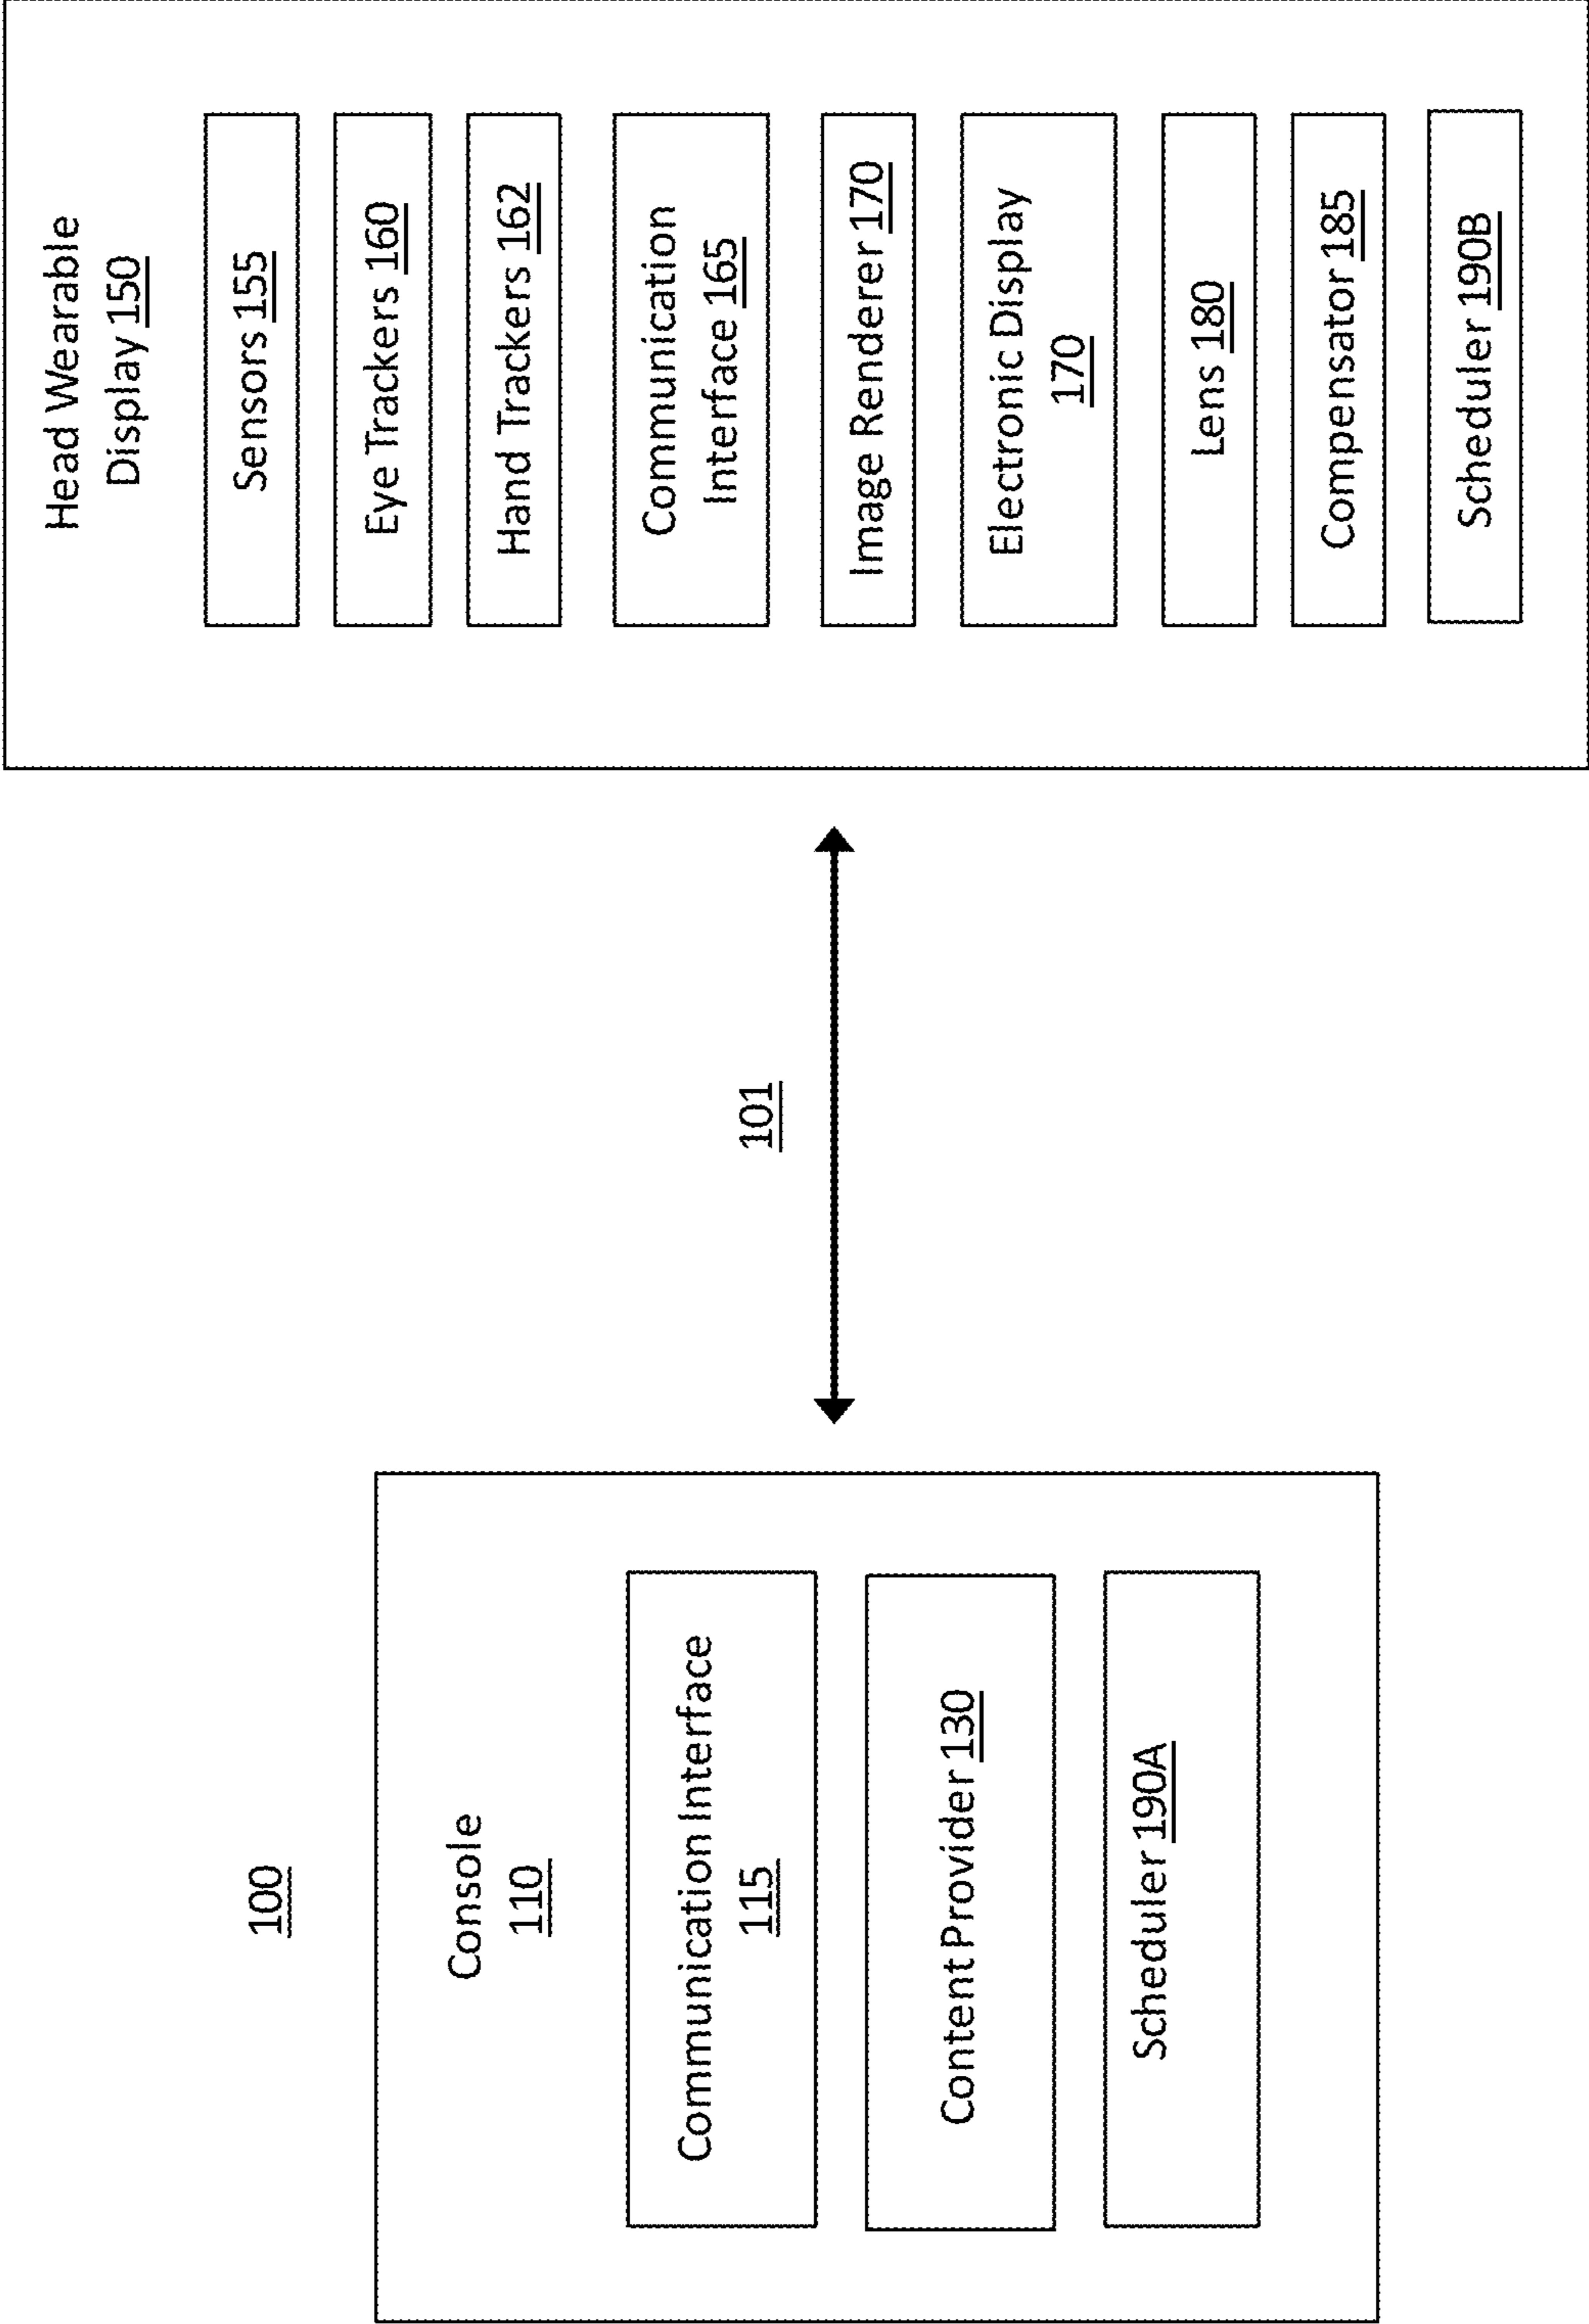 100
Console
110
Communication Interface
115
Content Provider 130
Scheduler 190A
101
Head Wearable
Display 150
Sensors 155
Eye Trackers 160
Hand Trackers 162
Communication
Interface 165
Image Renderer 170
Electronic Display
170
Lens 180
Compensator 185
Scheduler 190B